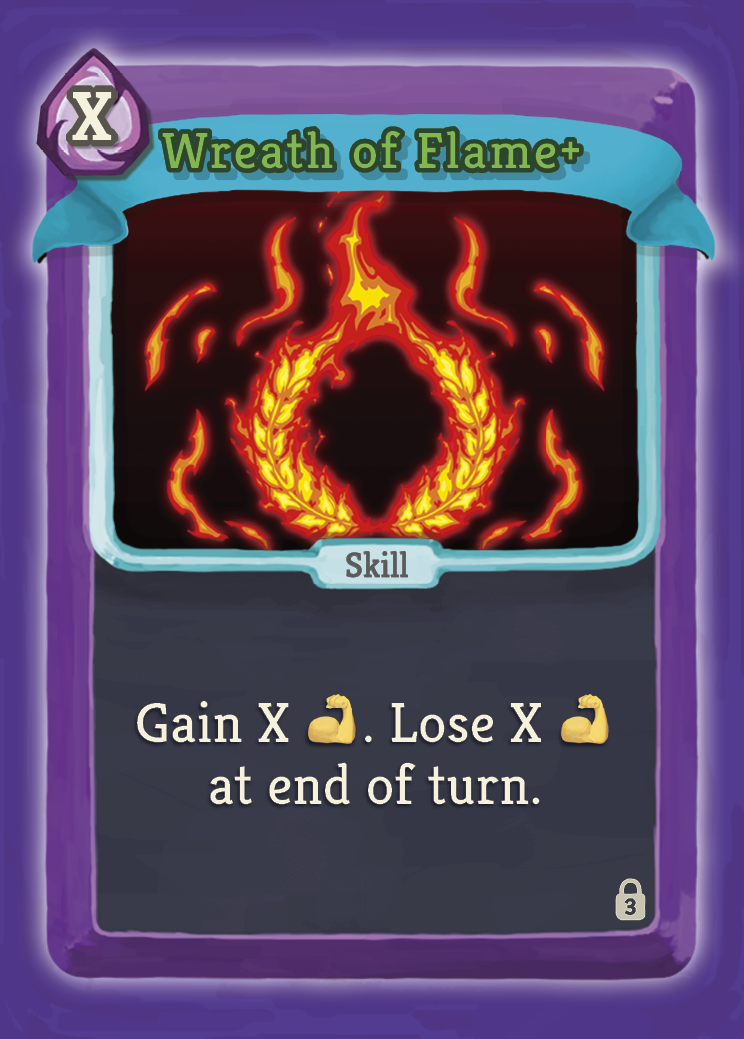 X
Wreath of Flame+
Skill
Gain X 💪. Lose X 💪
at end of turn.
3